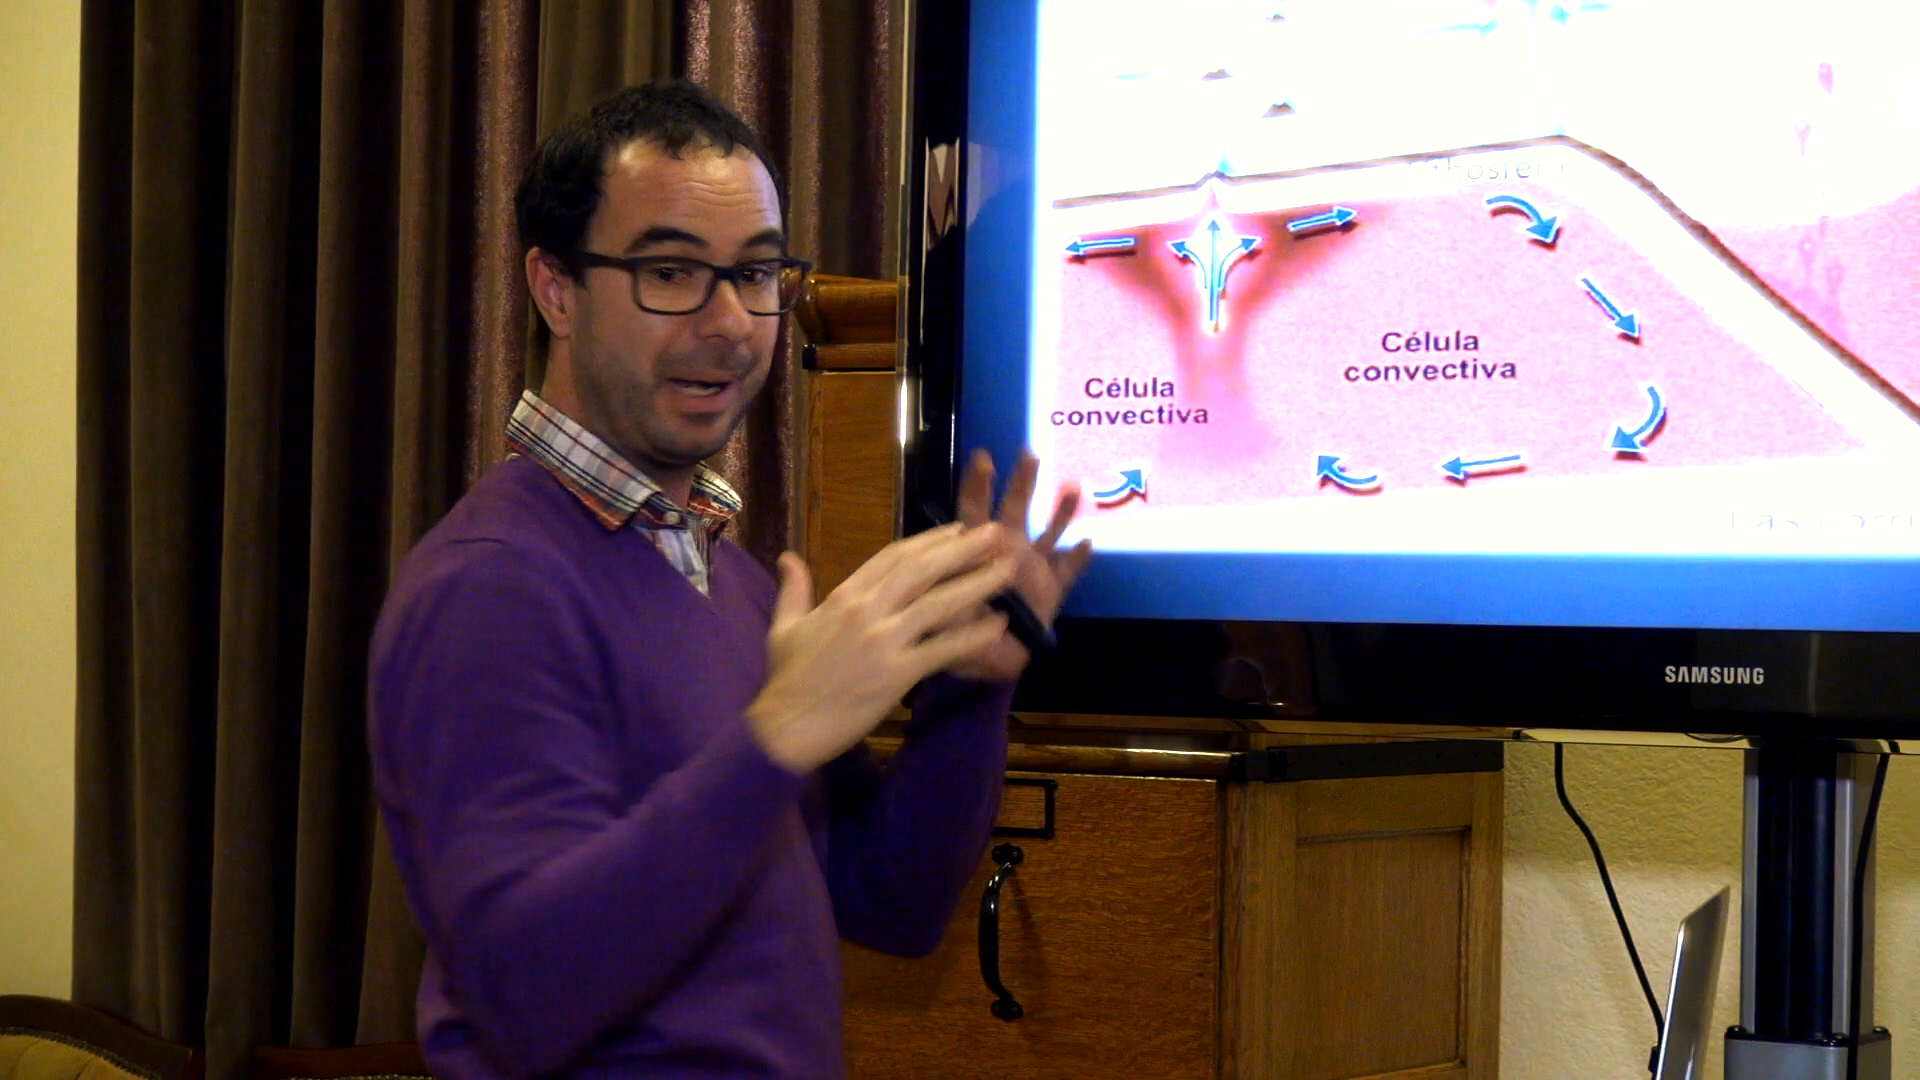 Célula
convectiva
Célula
convectiva
SAMSUNG